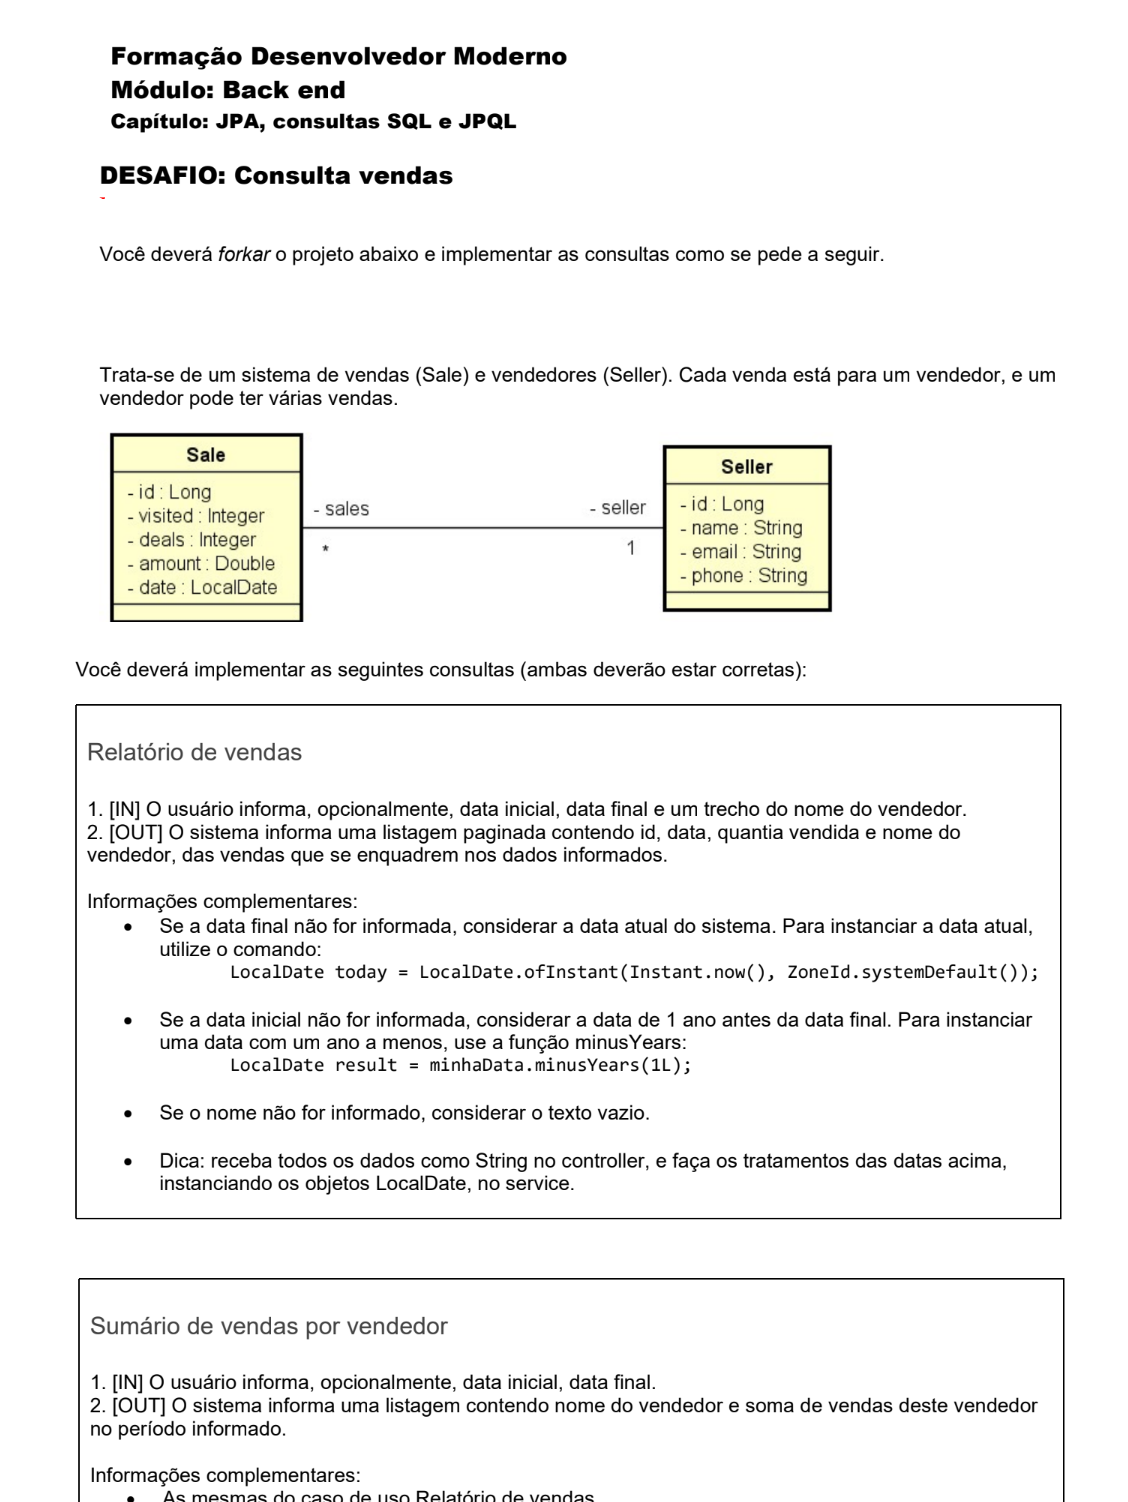 Formação Desenvolvedor Moderno
Módulo: Back end
Capítulo: JPA, consultas SQL e JPQL
DESAFIO: Consulta vendas
Você deverá forkar o projeto abaixo e implementar as consultas como se pede a seguir.
Trata-se de um sistema de vendas (Sale) e vendedores (Seller). Cada venda está para um vendedor, e um
vendedor pode ter várias vendas.
Sale
- id : Long
- visited : Integer
- deals : Integer
- amount : Double
- date : LocalDate
- sales
*
- seller
1
Seller
- id : Long
- name : String
- email : String
- phone : String
Você deverá implementar as seguintes consultas (ambas deverão estar corretas):
Relatório de vendas
1. [IN] O usuário informa, opcionalmente, data inicial, data final e um trecho do nome do vendedor.
2. [OUT] O sistema informa uma listagem paginada contendo id, data, quantia vendida e nome do
vendedor, das vendas que se enquadrem nos dados informados.
Informações complementares:
• Se a data final não for informada, considerar a data atual do sistema. Para instanciar a data atual,
utilize o comando:
LocalDate today = LocalDate.ofInstant(Instant.now(), ZoneId.systemDefault());
• Se a data inicial não for informada, considerar a data de 1 ano antes da data final. Para instanciar
uma data com um ano a menos, use a função minusYears:
LocalDate result = minhaData.minusYears(1L);
• Se o nome não for informado, considerar o texto vazio.
• Dica: receba todos os dados como String no controller, e faça os tratamentos das datas acima,
instanciando os objetos LocalDate, no service.
Sumário de vendas por vendedor
1. [IN] O usuário informa, opcionalmente, data inicial, data final.
2. [OUT] O sistema informa uma listagem contendo nome do vendedor e soma de vendas deste vendedor
no período informado.
Informações complementares:
• As mesmas do caso de uso Relatório de vendas